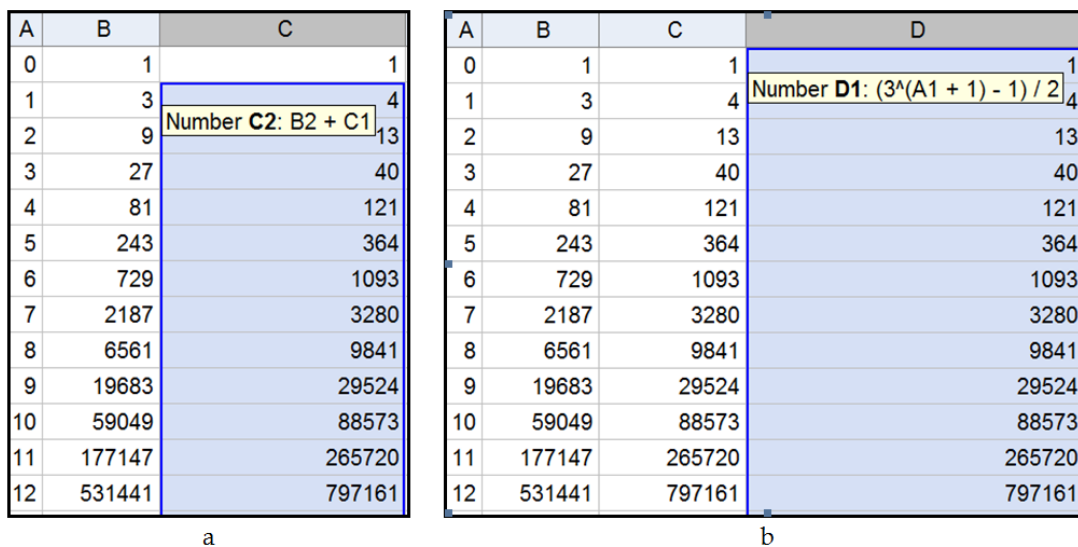 A B C
0 1 1
1 3 4
Number C2: B2 + C1
2 9 13
3 27 40
4 81 121
5 243 364
6 729 1093
7 2187 3280
8 6561 9841
9 19683 29524
10 59049 88573
11 177147 265720
12 531441 797161
a
A B C D
0 1 1 1
Number D1: (3^(A1 + 1) - 1) / 2
1 3 4 4
2 9 13 13
3 27 40 40
4 81 121 121
5 243 364 364
6 729 1093 1093
7 2187 3280 3280
8 6561 9841 9841
9 19683 29524 29524
10 59049 88573 88573
11 177147 265720 265720
12 531441 797161 797161
b